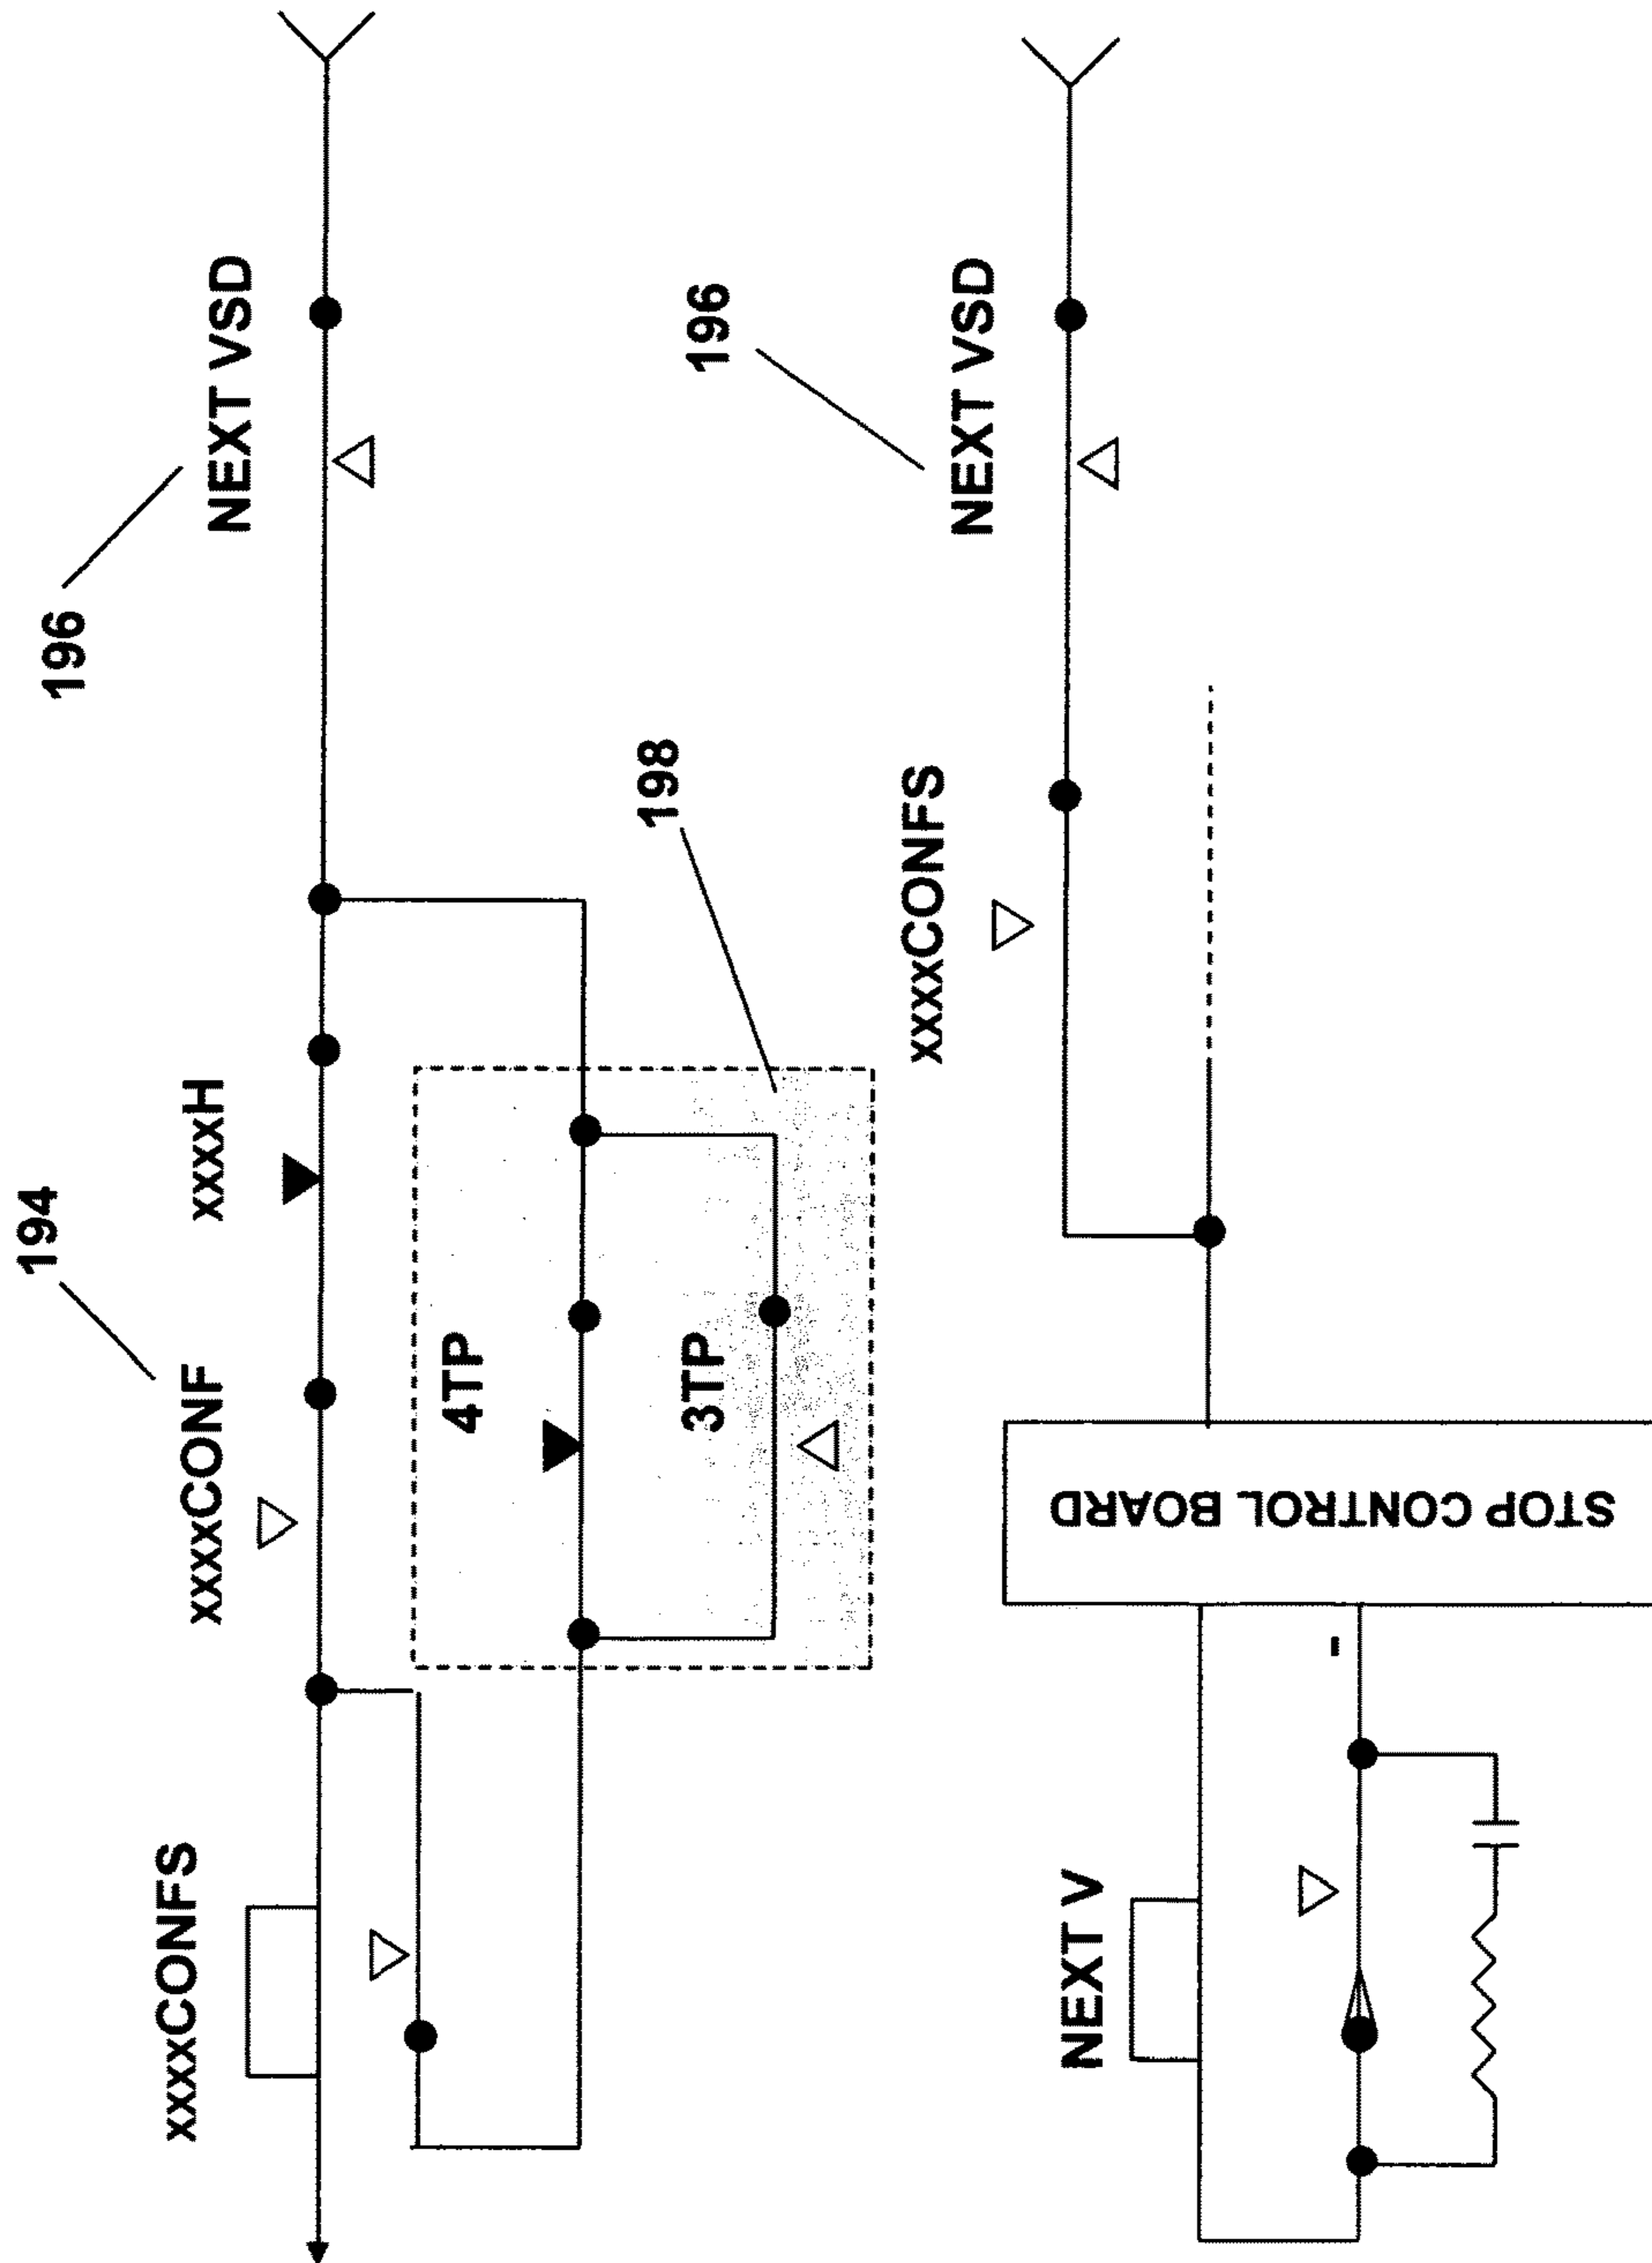 194
196
xxxxCONFS
xxxxCONF
xxxxH
NEXT VSD
4TP
3TP
198
196
xxxxCONFS
NEXT VSD
NEXT V
-
STOP CONTROL BOARD